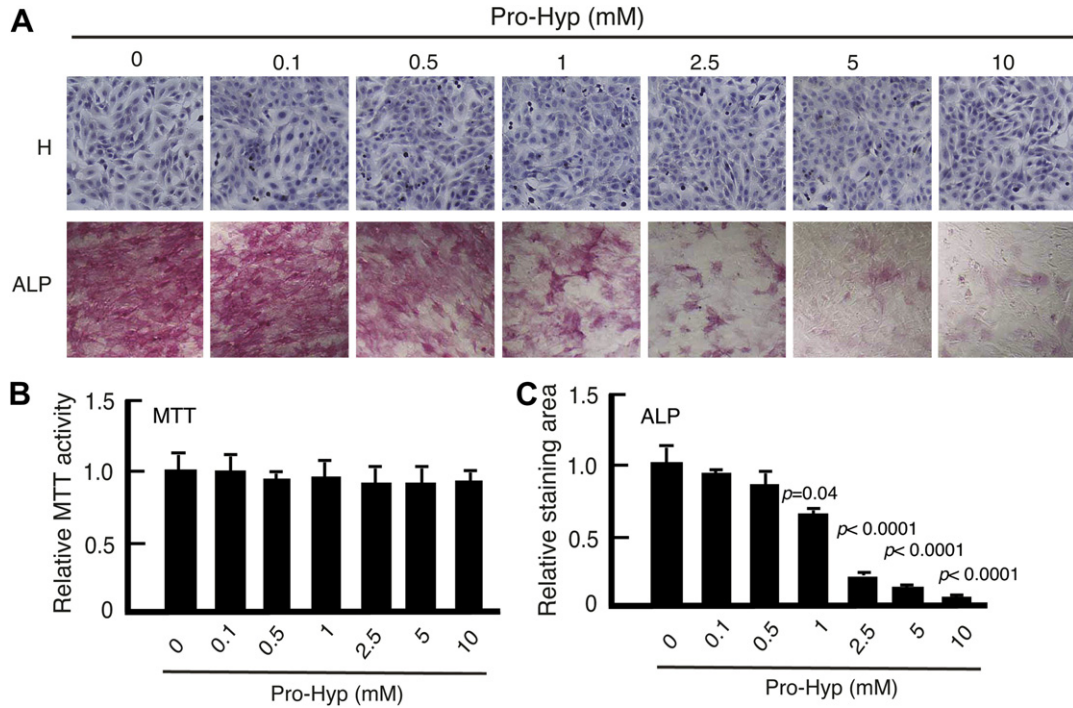 A
Pro-Hyp (mM)
0 0.1 0.5 1 2.5 5 10
H
ALP
B
Relative MTT activity
1.5
1.0
0.5
0
MTT
0 0.1 0.5 1 2.5 5 10
Pro-Hyp (mM)
C
Relative staining area
1.5
1.0
0.5
0
ALP
p=0.04
p< 0.0001
p< 0.0001
p< 0.0001
0 0.1 0.5 1 2.5 5 10
Pro-Hyp (mM)